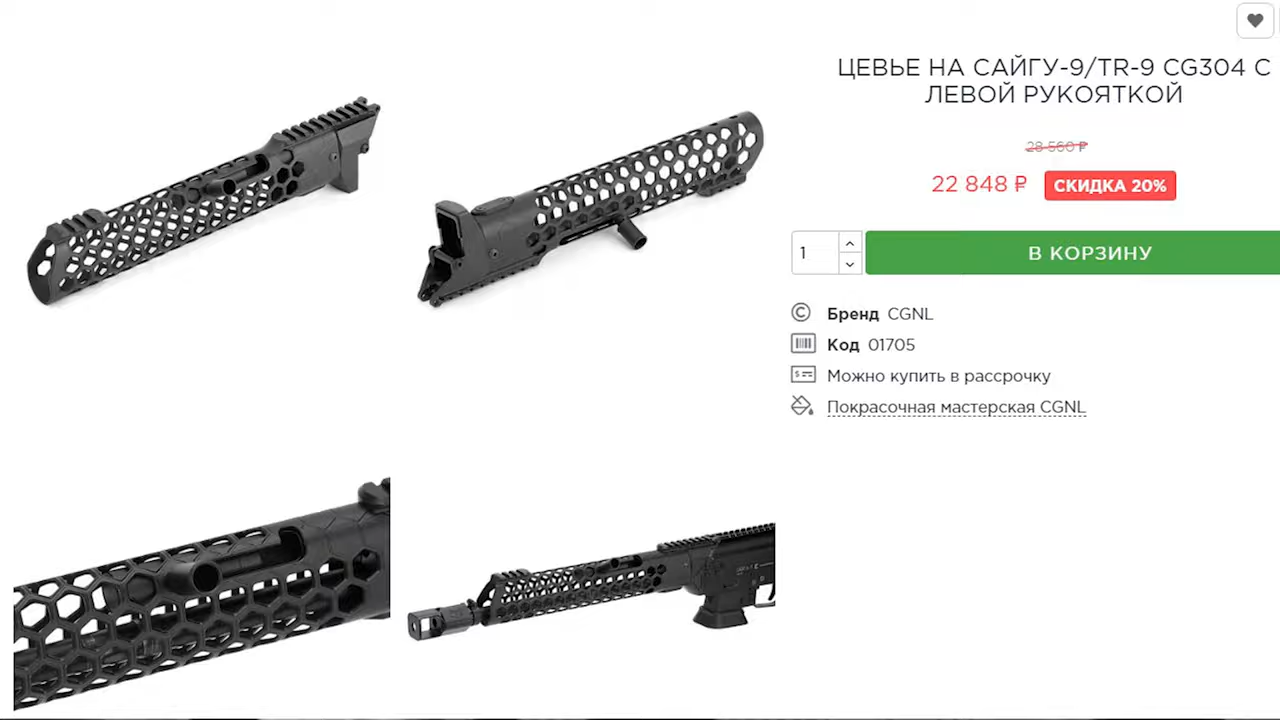 ЦЕВЬЕ НА САЙГУ-9/TR-9 CG304 С
ЛЕВОЙ РУКОЯТКОЙ
28 560 ₽
22 848 ₽ СКИДКА 20%
1 В КОРЗИНУ
Бренд CGNL
Код 01705
Можно купить в рассрочку
Покрасочная мастерская CGNL